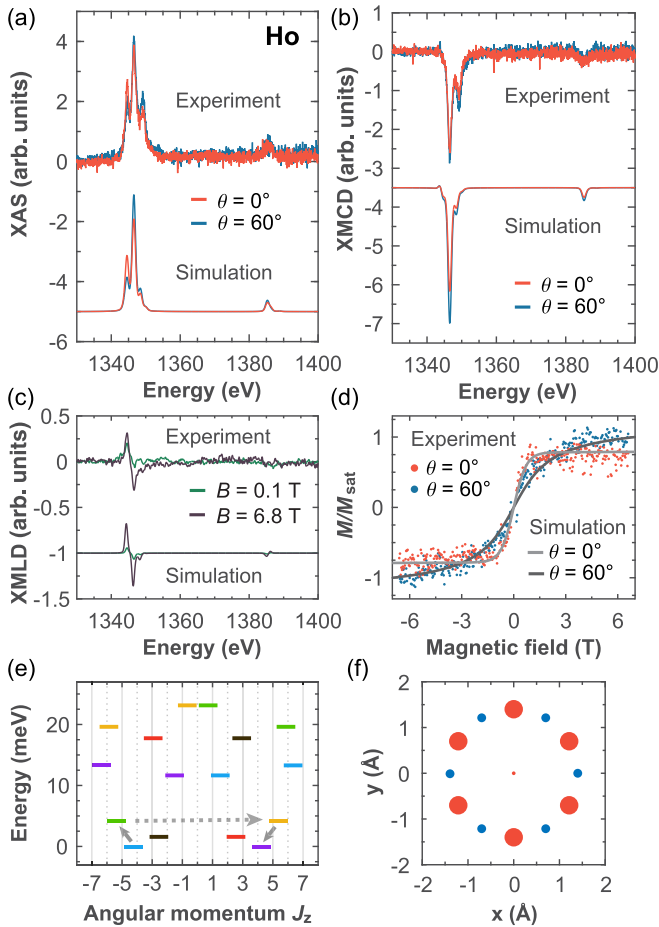 (a)
Ho
XAS (arb. units)
4
2
0
-2
-4
-6
Experiment
θ = 0°
θ = 60°
Simulation
1340
1360
1380
1400
Energy (eV)
(b)
XMCD (arb. units)
1
0
-1
-2
-3
-4
-5
-6
-7
Experiment
Simulation
θ = 0°
θ = 60°
1340
1360
1380
1400
Energy (eV)
(c)
XMLD (arb. units)
0.5
0
-0.5
-1
-1.5
Experiment
B = 0.1 T
B = 6.8 T
Simulation
1340
1360
1380
1400
Energy (eV)
(d)
M/M sat
1
0
-1
Experiment
θ = 0°
θ = 60°
Simulation
θ = 0°
θ = 60°
-6
-3
0
3
6
Magnetic field (T)
(e)
Energy (meV)
20
10
0
-7 -5 -3 -1 1 3 5 7
Angular momentum Jz
(f)
y (Å)
2
1
0
-1
-2
-2 -1 0 1 2
x (Å)